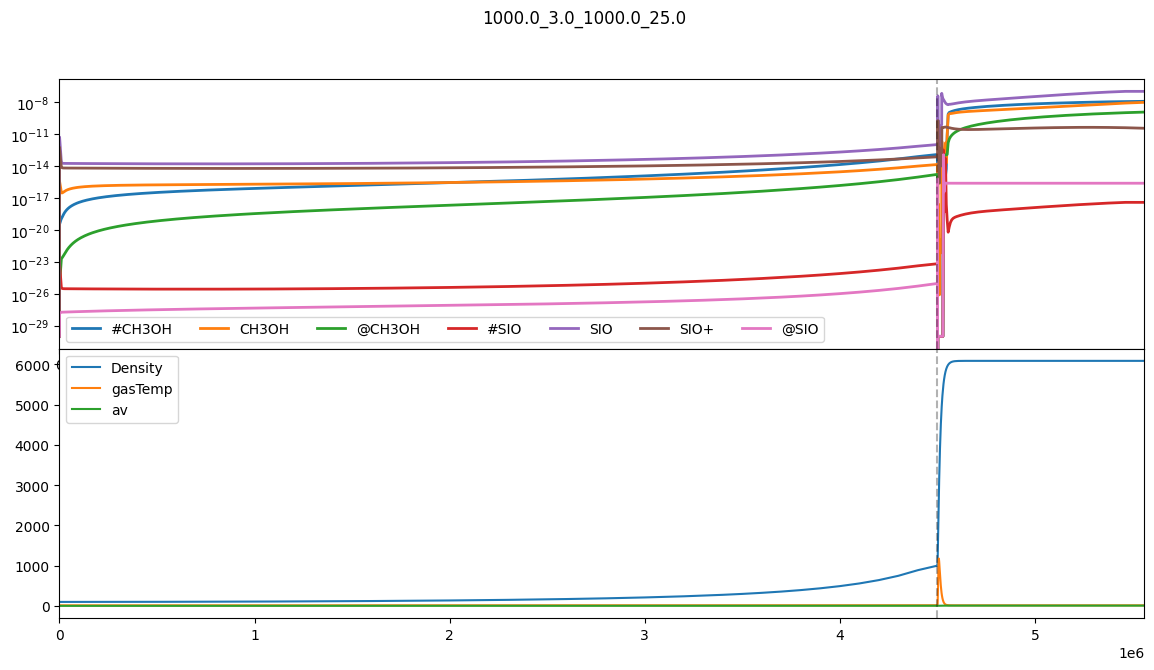 1000.0_3.0_1000.0_25.0
10⁻⁸
10⁻¹¹
10⁻¹⁴
10⁻¹⁷
10⁻²⁰
10⁻²³
10⁻²⁶
10⁻²⁹
#CH3OH CH3OH @CH3OH #SIO SIO SIO+ @SIO
6000
5000
4000
3000
2000
1000
0
Density
gasTemp
av
0 1 2 3 4 5
1e6